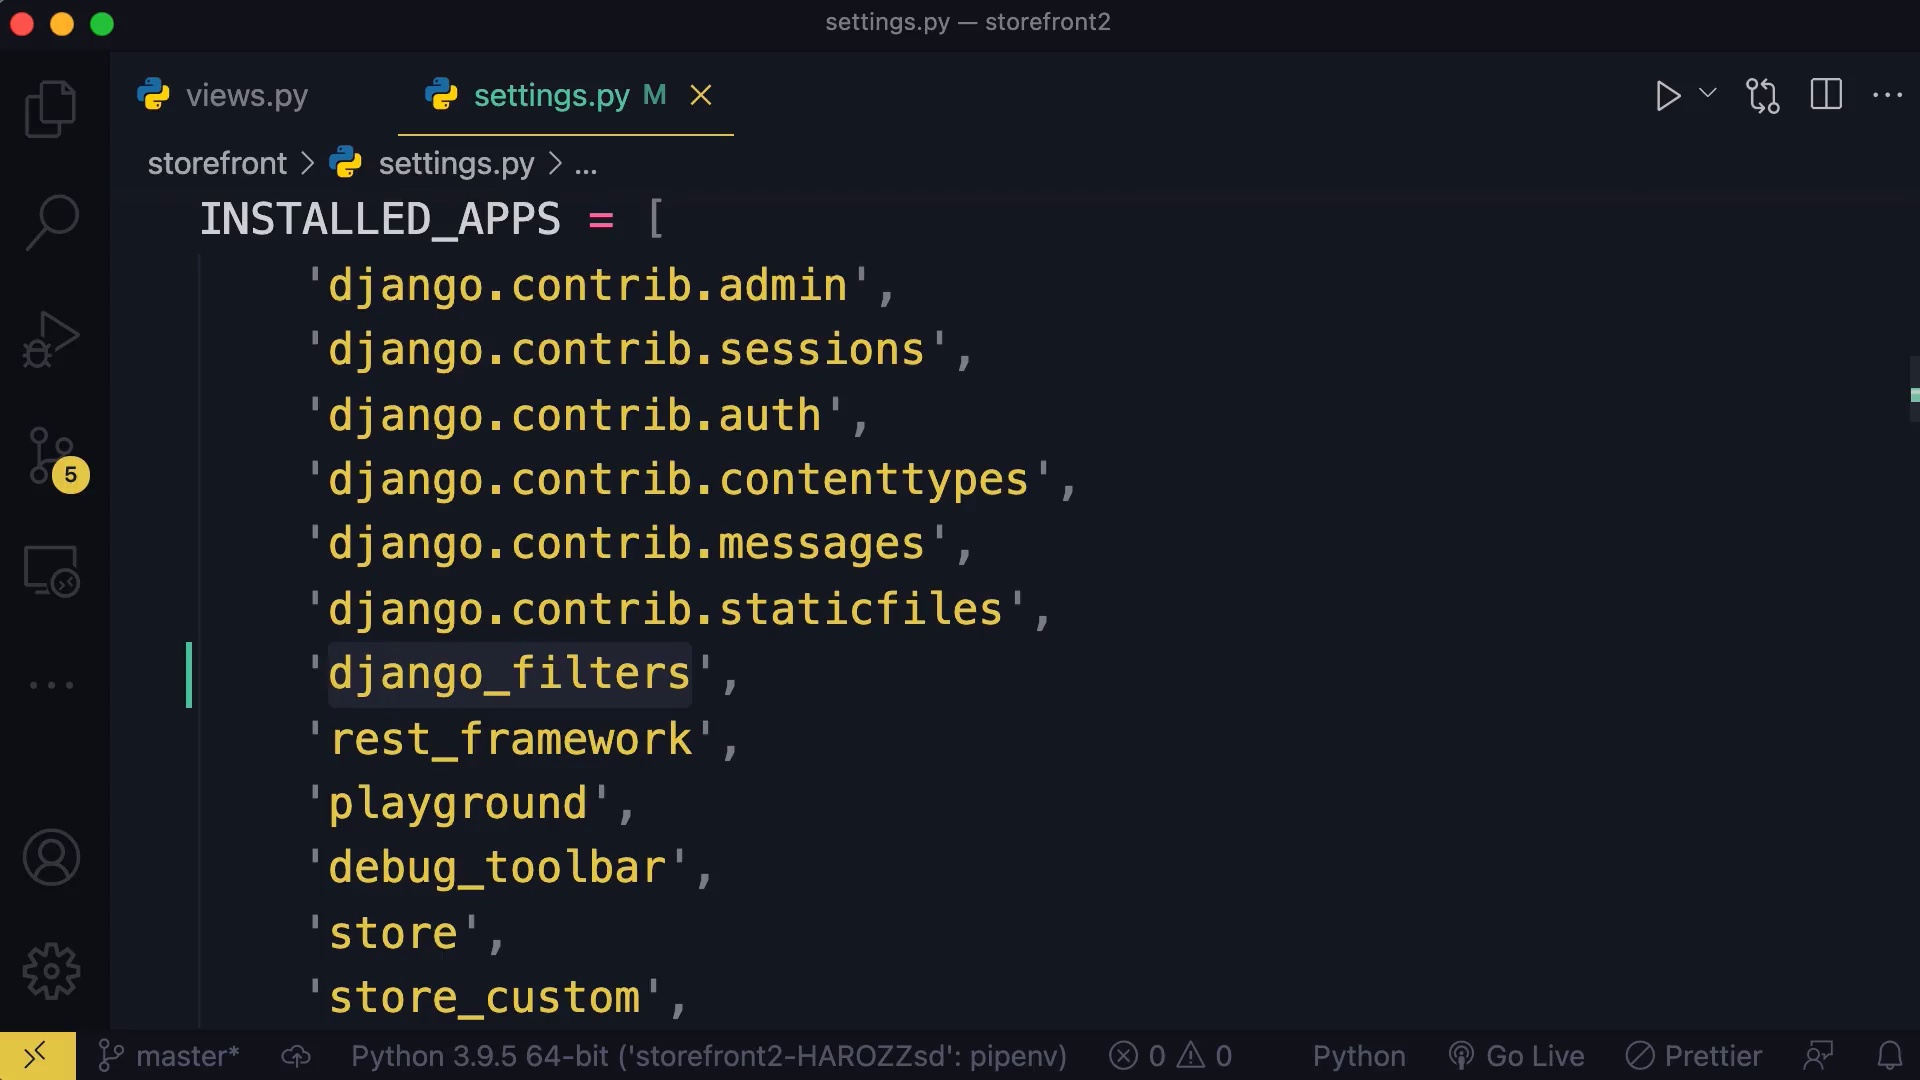 settings.py — storefront2
views.py settings.py M
storefront > settings.py > ...
INSTALLED_APPS = [
'django.contrib.admin',
'django.contrib.sessions',
'django.contrib.auth',
'django.contrib.contenttypes',
'django.contrib.messages',
'django.contrib.staticfiles',
'django_filters',
'rest_framework',
'playground',
'debug_toolbar',
'store',
'store_custom',
5
master* Python 3.9.5 64-bit ('storefront2-HAROZZsd': pipenv) 0 0 Python Go Live Prettier